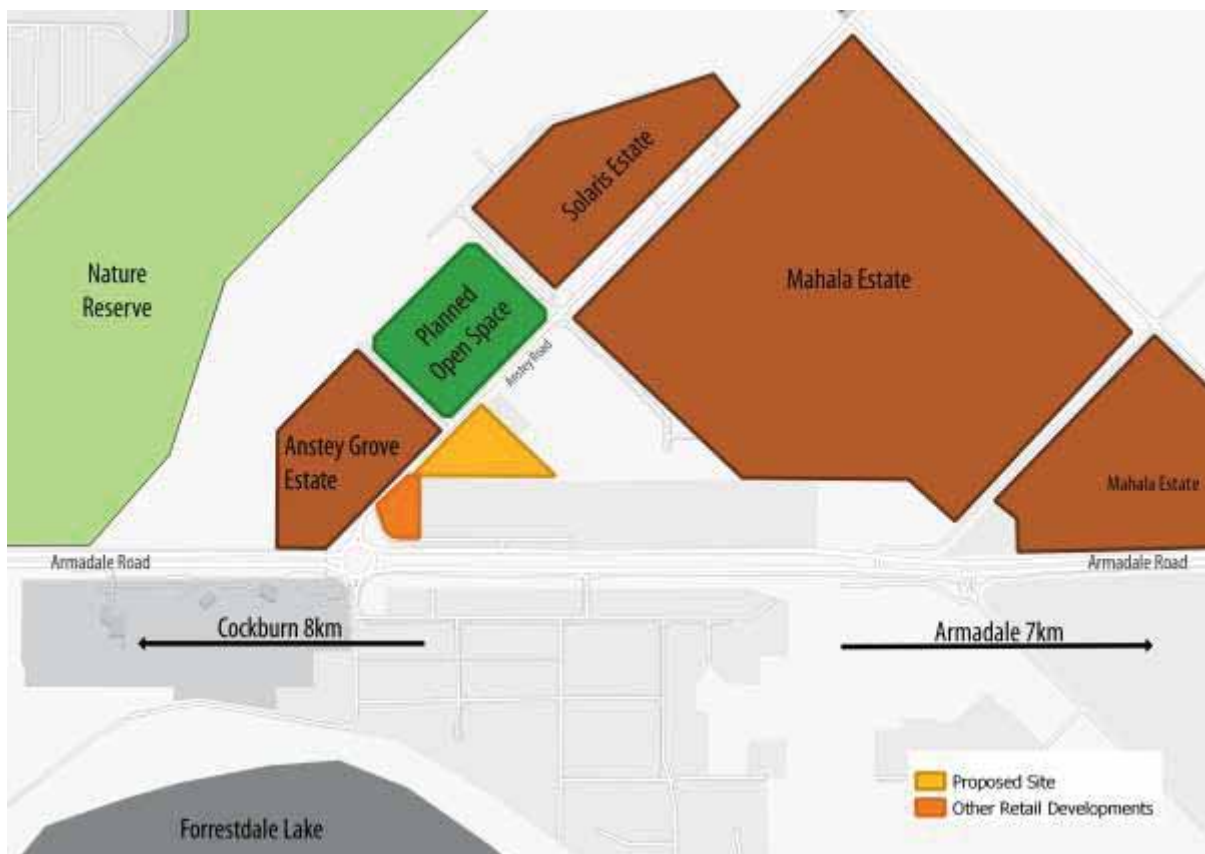 Solaris Estate
Nature
Reserve
Mahala Estate
Planned
Open Space
Anstey Road
Anstey Grove
Estate
Mahala Estate
Armadale Road
Armadale Road
Cockburn 8km
Armadale 7km
Proposed Site
Other Retail Developments
Forrestdale Lake